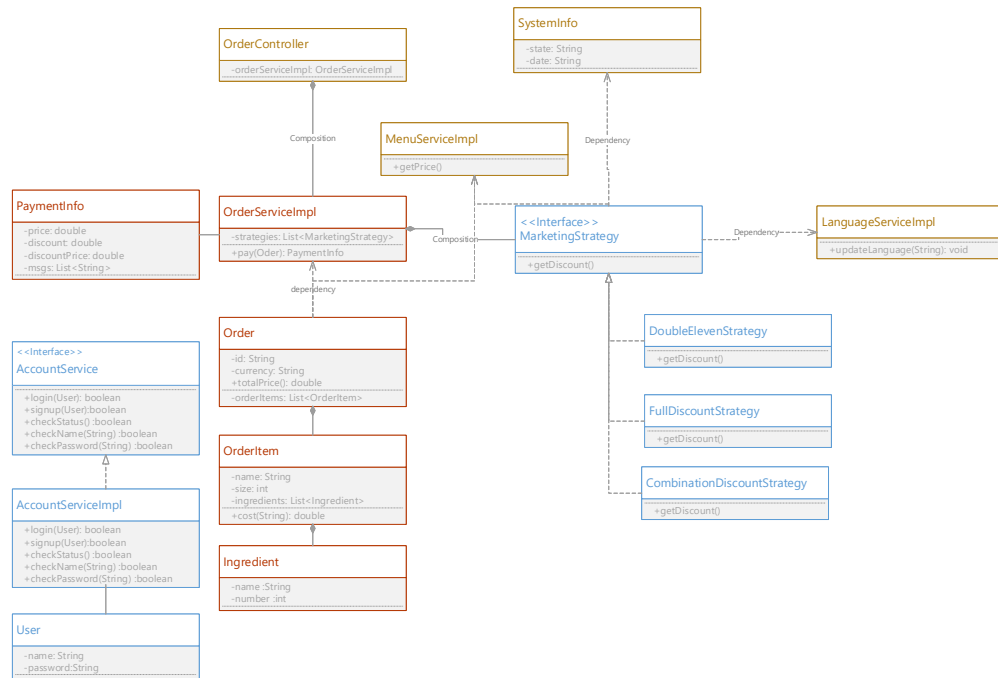 SystemInfo
-state: String
-date: String
OrderController
-orderServiceImpl: OrderServiceImpl
Composition
MenuServiceImpl
+getPrice()
Dependency
PaymentInfo
-price: double
-discount: double
-discountPrice: double
-msgs: List<String>
OrderServiceImpl
-strategies: List<MarketingStrategy>
+pay(Oder): PaymentInfo
Composition
<<Interface>>
MarketingStrategy
+getDiscount()
Dependency
LanguageServiceImpl
+updateLanguage(String): void
dependency
Order
-id: String
-currency: String
+totalPrice(): double
-orderItems: List<OrderItem>
DoubleElevenStrategy
+getDiscount()
<<Interface>>
AccountService
+login(User): boolean
+signup(User):boolean
+checkStatus() :boolean
+checkName(String) :boolean
+checkPassword(String) :boolean
FullDiscountStrategy
+getDiscount()
OrderItem
-name: String
-size: int
-ingredients: List<Ingredient>
+cost(String): double
CombinationDiscountStrategy
+getDiscount()
AccountServiceImpl
+login(User): boolean
+signup(User):boolean
+checkStatus() :boolean
+checkName(String) :boolean
+checkPassword(String) :boolean
Ingredient
-name :String
-number :int
User
-name: String
-password:String